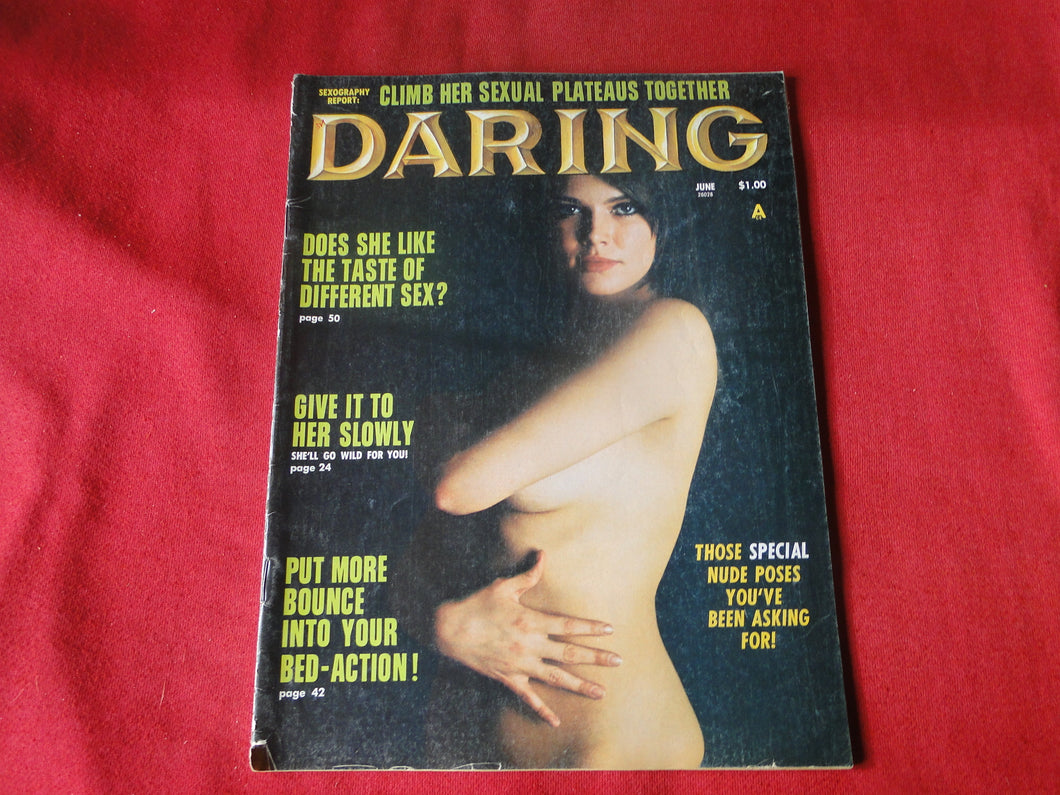 SEXOGRAPHY
REPORT:
CLIMB HER SEXUAL PLATEAUS TOGETHER
DARING
JUNE
$1.00
A
DOES SHE LIKE
THE TASTE OF
DIFFERENT SEX?
page 50
GIVE IT TO
HER SLOWLY
SHE'LL GO WILD FOR YOU!
page 24
PUT MORE
BOUNCE
INTO YOUR
BED-ACTION!
page 42
THOSE SPECIAL
NUDE POSES
YOU'VE
BEEN ASKING
FOR!